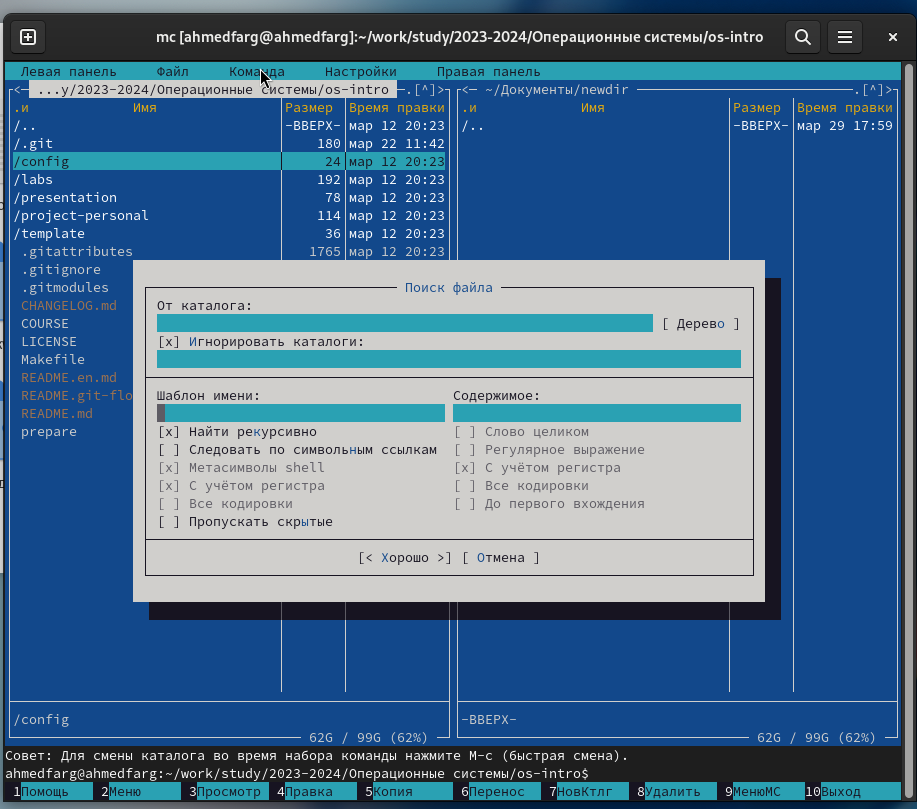 mc [ahmedfarg@ahmedfarg]:~/work/study/2023-2024/Операционные системы/os-intro
Левая панель Файл Команда Настройки Правая панель
<─ ...y/2023-2024/Операционные системы/os-intro ─.[^]>
.и Имя Размер Время правки
/.. -ВВЕРХ- мар 12 20:23
/.git 180 мар 22 11:42
/config 24 мар 12 20:23
/labs 192 мар 12 20:23
/presentation 78 мар 12 20:23
/project-personal 114 мар 12 20:23
/template 36 мар 12 20:23
.gitattributes 1765 мар 12 20:23
.gitignore
.gitmodules
CHANGELOG.md
COURSE
LICENSE
Makefile
README.en.md
README.git-flo
README.md
prepare
/config
62G / 99G (62%)
<─ ~/Документы/newdir ─.[^]>
.и Имя Размер Время правки
/.. -ВВЕРХ- мар 29 17:59
-ВВЕРХ-
62G / 99G (62%)
Поиск файла
От каталога:
[ Дерево ]
[x] Игнорировать каталоги:
Шаблон имени:
[x] Найти рекурсивно
[ ] Следовать по символьным ссылкам
[x] Метасимволы shell
[x] С учётом регистра
[ ] Все кодировки
[ ] Пропускать скрытые
Содержимое:
[ ] Слово целиком
[ ] Регулярное выражение
[x] С учётом регистра
[ ] Все кодировки
[ ] До первого вхождения
[< Хорошо >] [ Отмена ]
Совет: Для смены каталога во время набора команды нажмите M-c (быстрая смена).
ahmedfarg@ahmedfarg:~/work/study/2023-2024/Операционные системы/os-intro$
1Помощь 2Меню 3Просмотр 4Правка 5Копия 6Перенос 7НовКтлг 8Удалить 9МенюМС 10Выход